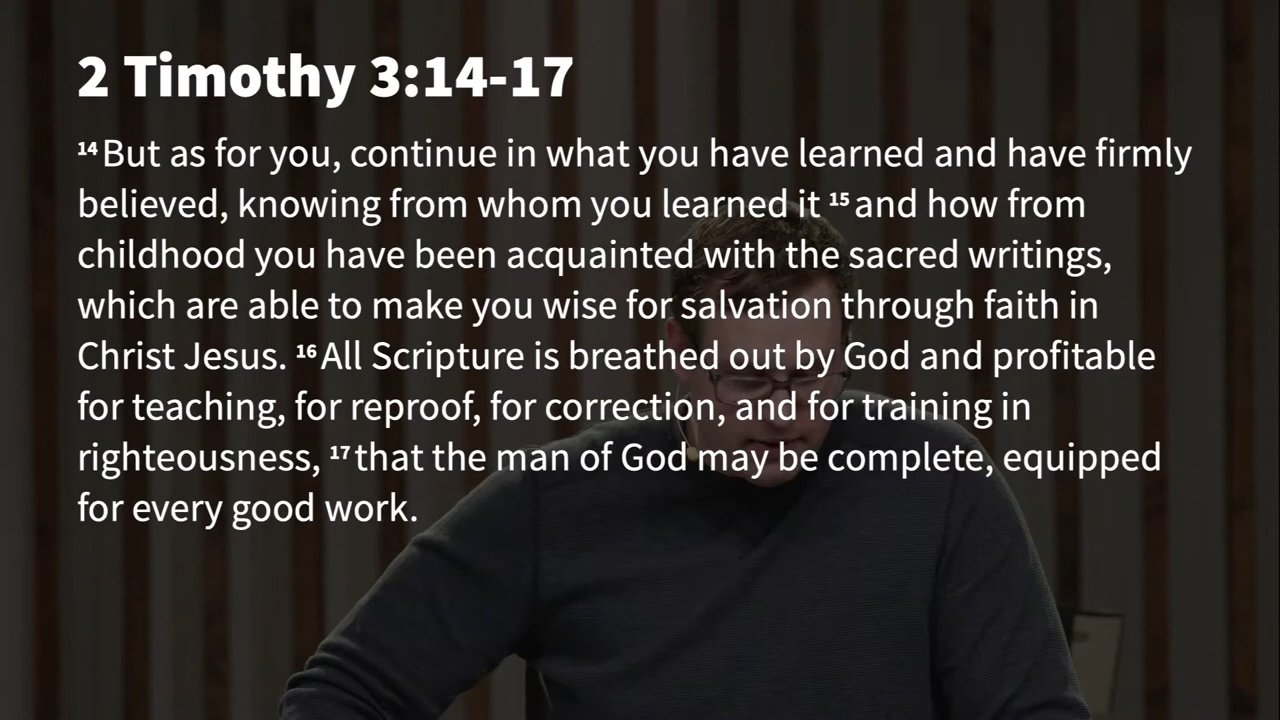 2 Timothy 3:14-17
14 But as for you, continue in what you have learned and have firmly
believed, knowing from whom you learned it 15 and how from
childhood you have been acquainted with the sacred writings,
which are able to make you wise for salvation through faith in
Christ Jesus. 16 All Scripture is breathed out by God and profitable
for teaching, for reproof, for correction, and for training in
righteousness, 17 that the man of God may be complete, equipped
for every good work.